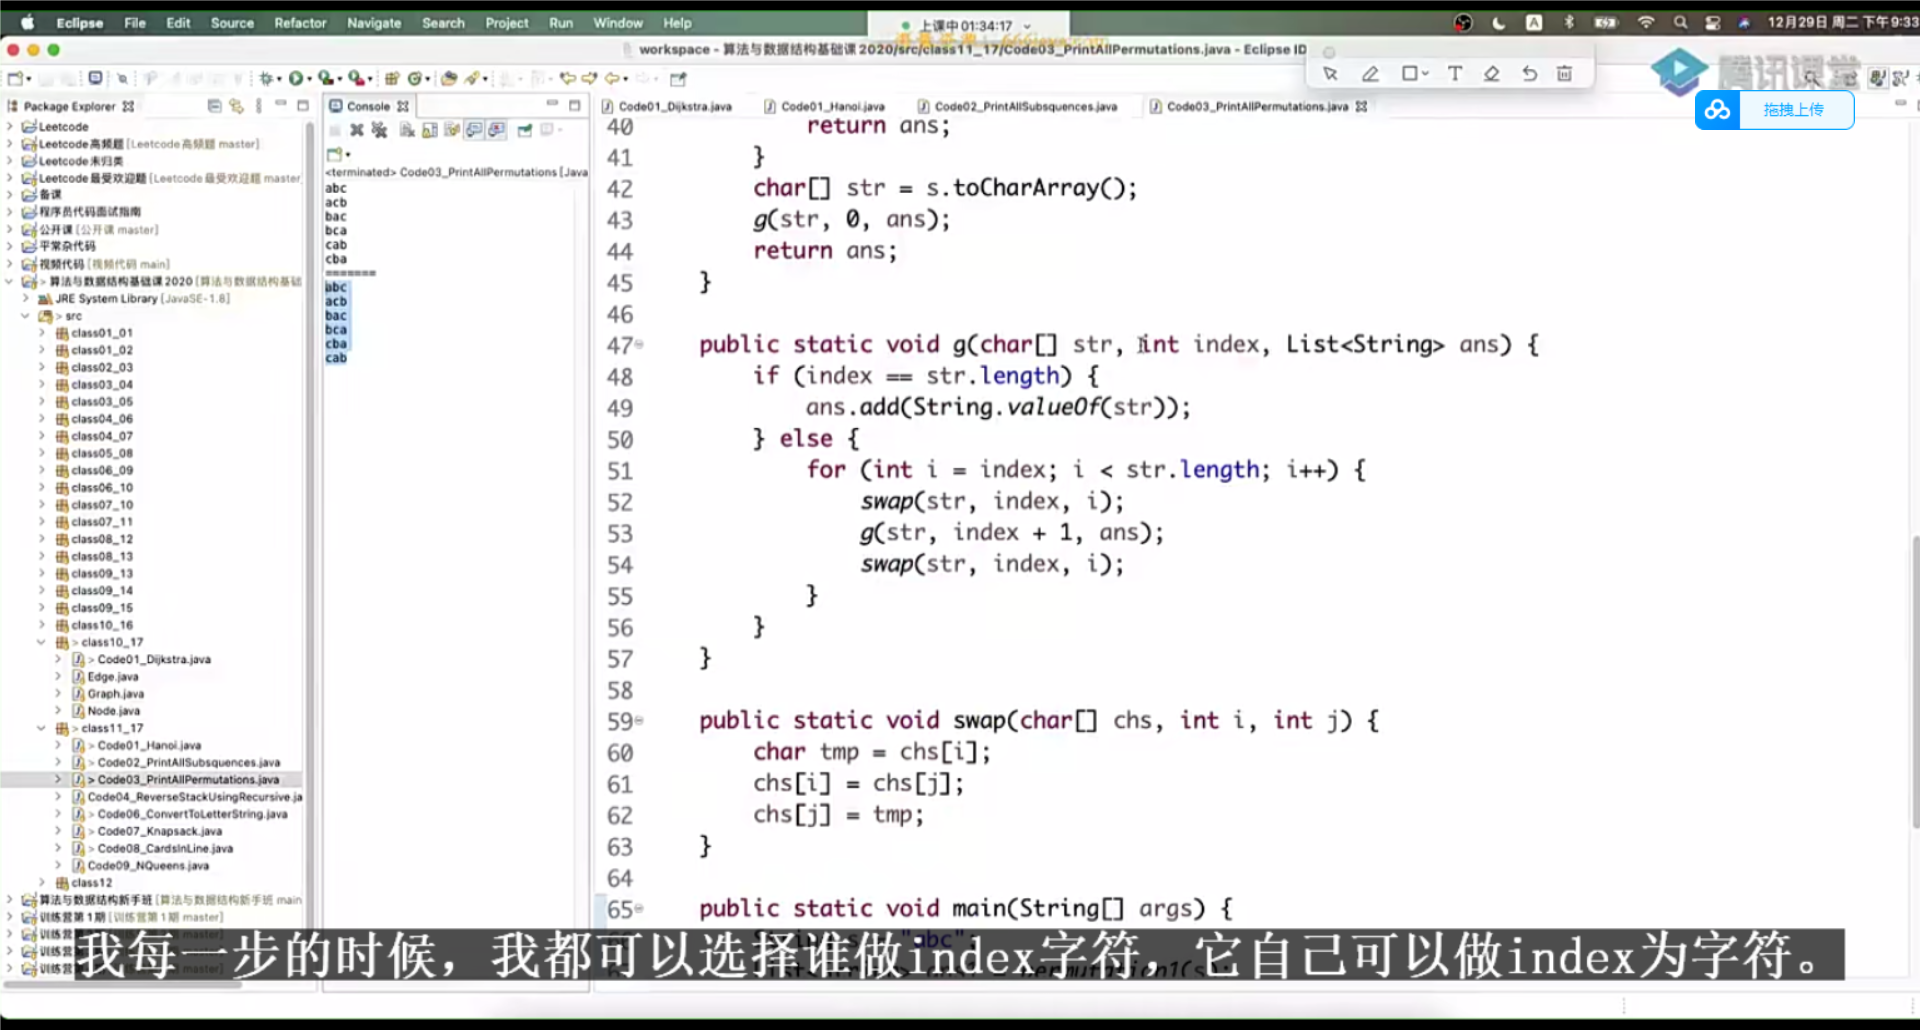 Eclipse File Edit Source Refactor Navigate Search Project Run Window Help
上课中 01:34:17
12月29日 周二 下午9:33
workspace - 算法与数据结构基础课2020/src/class11_17/Code03_PrintAllPermutations.java - Eclipse IDE
腾讯课堂
拖拽上传
Package Explorer
Leetcode
Leetcode高频题 [Leetcode高频题 master]
Leetcode未归类
Leetcode最受欢迎题 [Leetcode最受欢迎题 master]
备课
程序员代码面试指南
公开课 [公开课 master]
平常杂代码
视频代码 [视频代码 main]
> 算法与数据结构基础课2020 [算法与数据结构基础
JRE System Library [JavaSE-1.8]
> src
class01_01
class01_02
class02_03
class03_04
class03_05
class04_06
class04_07
class05_08
class06_09
class06_10
class07_10
class07_11
class08_12
class08_13
class09_13
class09_14
class09_15
class10_16
> class10_17
> Code01_Dijkstra.java
Edge.java
Graph.java
Node.java
> class11_17
> Code01_Hanoi.java
> Code02_PrintAllSubsquences.java
> Code03_PrintAllPermutations.java
Code04_ReverseStackUsingRecursive.ja
> Code06_ConvertToLetterString.java
> Code07_Knapsack.java
> Code08_CardsInLine.java
Code09_NQueens.java
class12
算法与数据结构新手班 [算法与数据结构新手班 main
训练营第1期 [训练营第1期 master]
Console
<terminated> Code03_PrintAllPermutations [Java
abc
acb
bac
bca
cab
cba
=======
abc
acb
bac
bca
cba
cab
Code01_Dijkstra.java Code01_Hanoi.java Code02_PrintAllSubsquences.java Code03_PrintAllPermutations.java
40 return ans;
41 }
42 char[] str = s.toCharArray();
43 g(str, 0, ans);
44 return ans;
45 }
46
47 public static void g(char[] str, int index, List<String> ans) {
48 if (index == str.length) {
49 ans.add(String.valueOf(str));
50 } else {
51 for (int i = index; i < str.length; i++) {
52 swap(str, index, i);
53 g(str, index + 1, ans);
54 swap(str, index, i);
55 }
56 }
57 }
58
59 public static void swap(char[] chs, int i, int j) {
60 char tmp = chs[i];
61 chs[i] = chs[j];
62 chs[j] = tmp;
63 }
64
65 public static void main(String[] args) {
我每一步的时候，我都可以选择谁做index字符，它自己可以做index为字符。